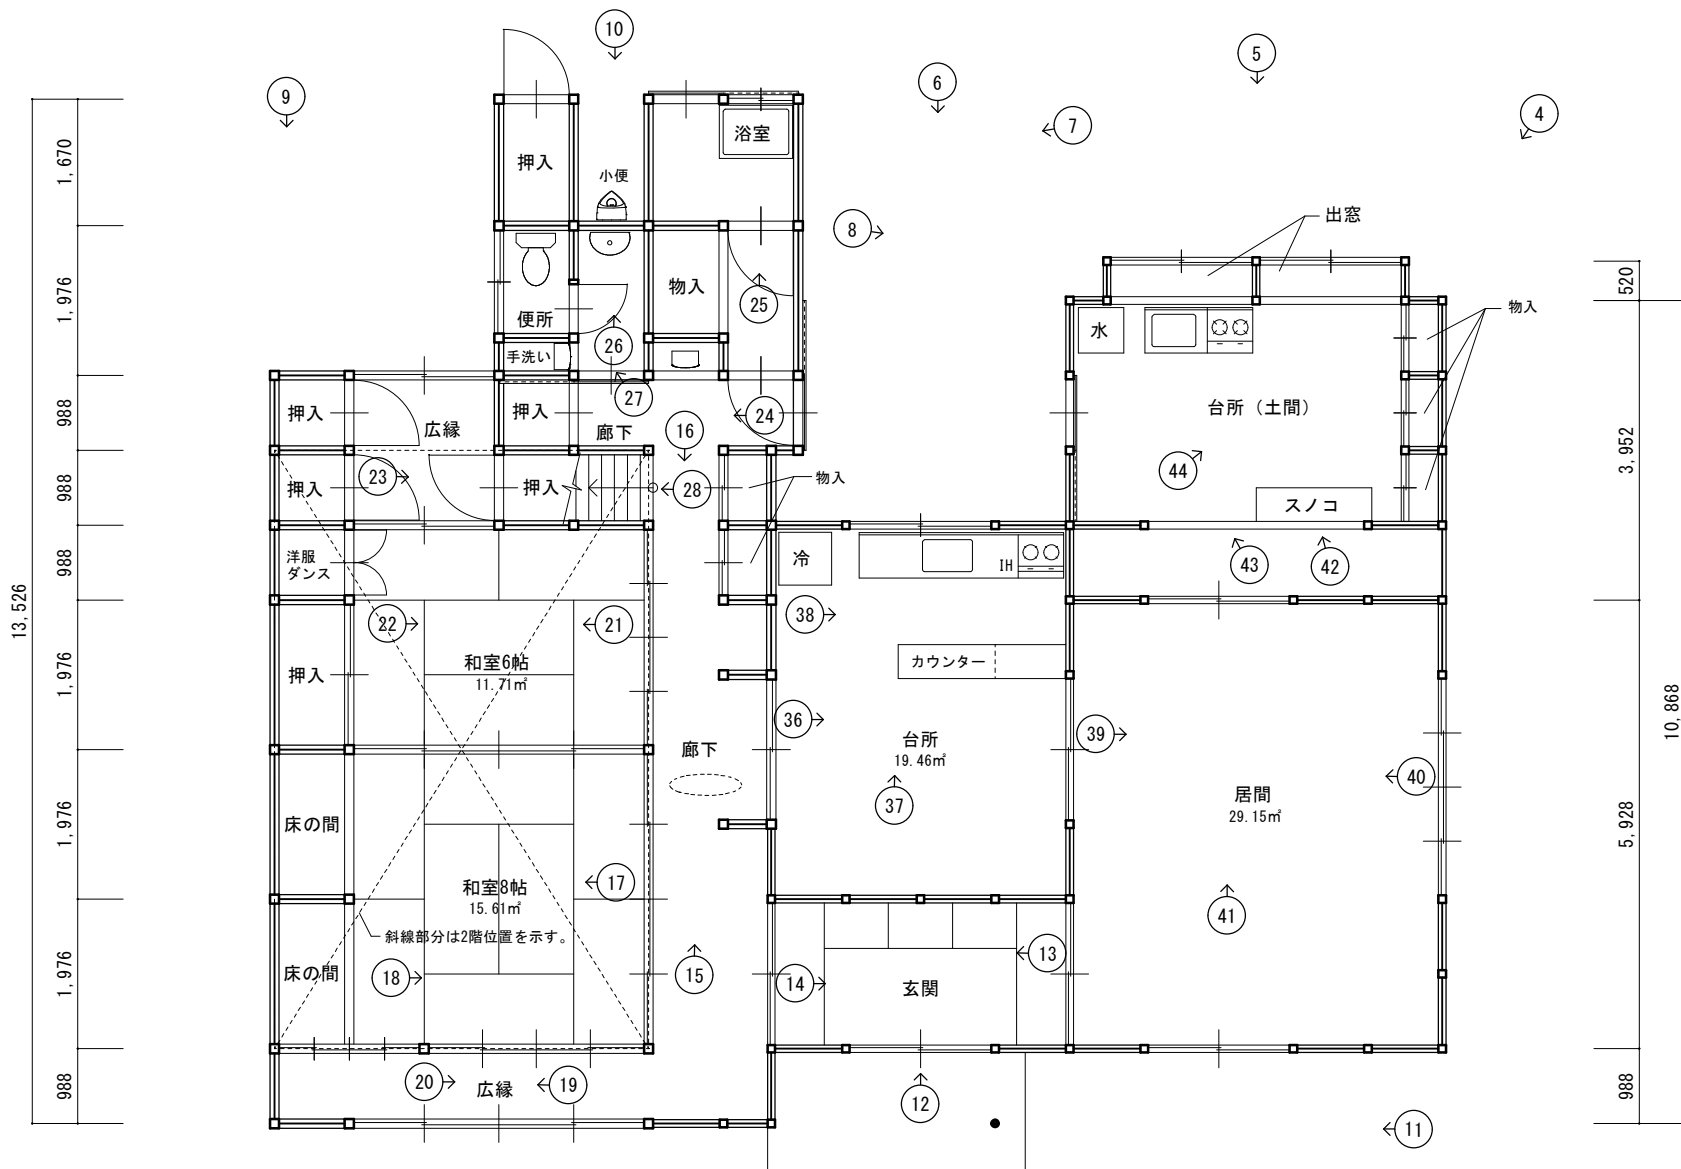 10
5
6
9
4
7
浴室
押入
小便
8
出窓
物入
25
便所
26
手洗い
水
物入
27
押入
広縁
押入
廊下
24
16
台所（土間）
44
23
押入
押入
28
物入
スノコ
洋服
ダンス
冷
IH
43
42
22
21
38
和室6帖
11.71㎡
押入
カウンター
36
廊下
台所
19.46㎡
39
40
37
居間
29.15㎡
床の間
17
和室8帖
15.61㎡
41
斜線部分は2階位置を示す。
床の間
18
15
14
13
玄関
20
広縁
19
12
11
13,526
1,670
1,976
988
988
988
1,976
1,976
1,976
988
520
3,952
5,928
988
10,868